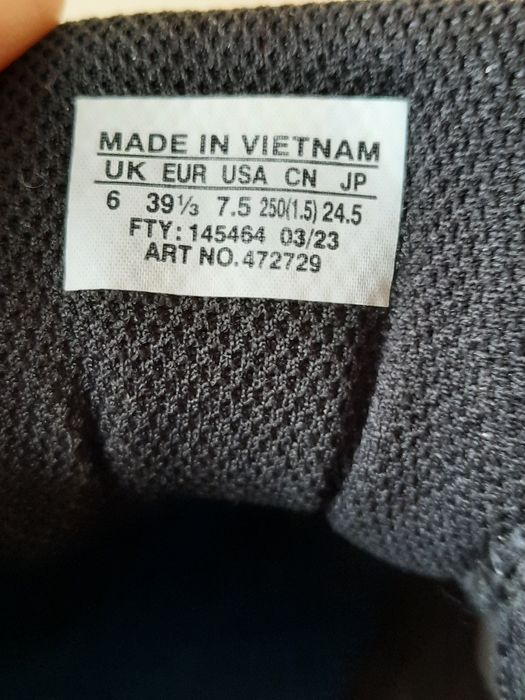 MADE IN VIETNAM
UK EUR USA CN JP
6 39⅓ 7.5 250(1.5) 24.5
FTY: 145464 03/23
ART NO. 472729